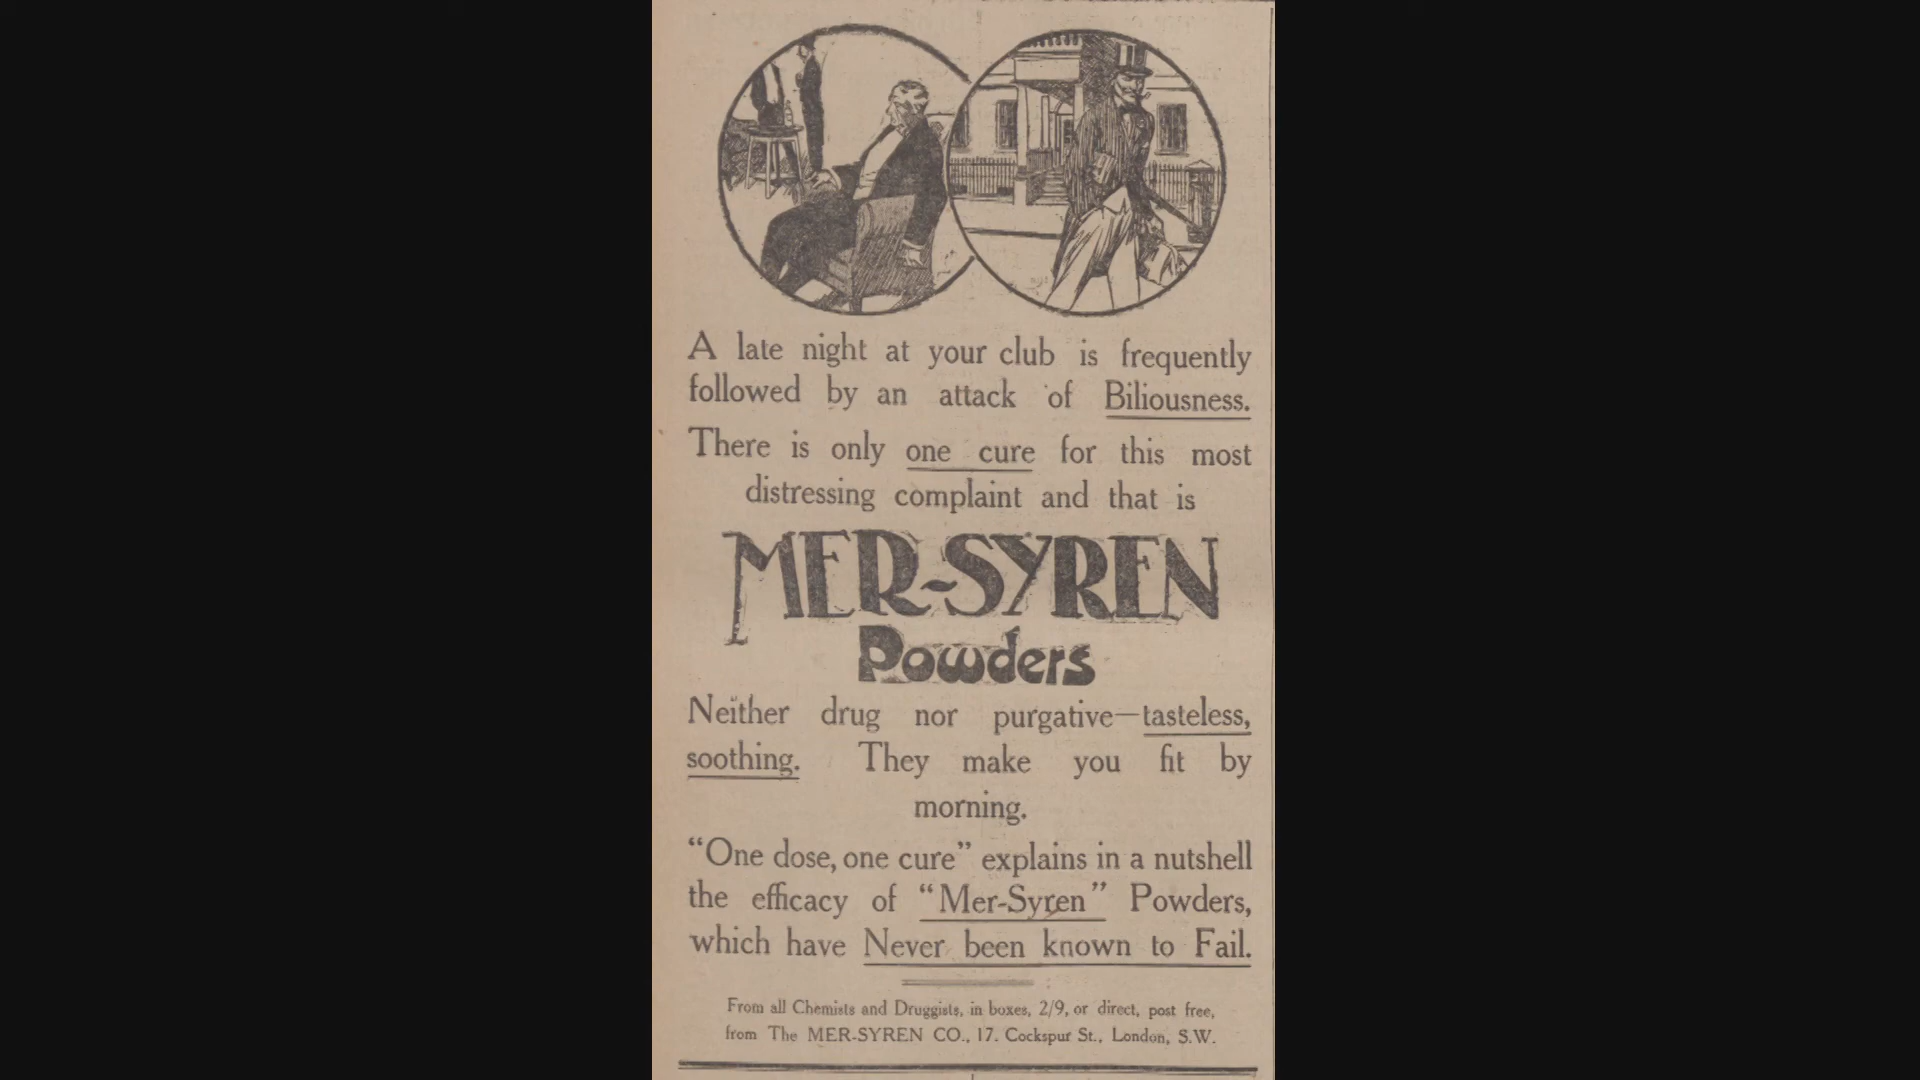 A late night at your club is frequently
followed by an attack of Biliousness.
There is only one cure for this most
distressing complaint and that is
MER-SYREN
Powders
Neither drug nor purgative—tasteless,
soothing. They make you fit by
morning.
“One dose, one cure” explains in a nutshell
the efficacy of “Mer-Syren” Powders,
which have Never been known to Fail.
From all Chemists and Druggists, in boxes, 2/9, or direct, post free,
from The MER-SYREN CO., 17. Cockspur St., London, S.W.